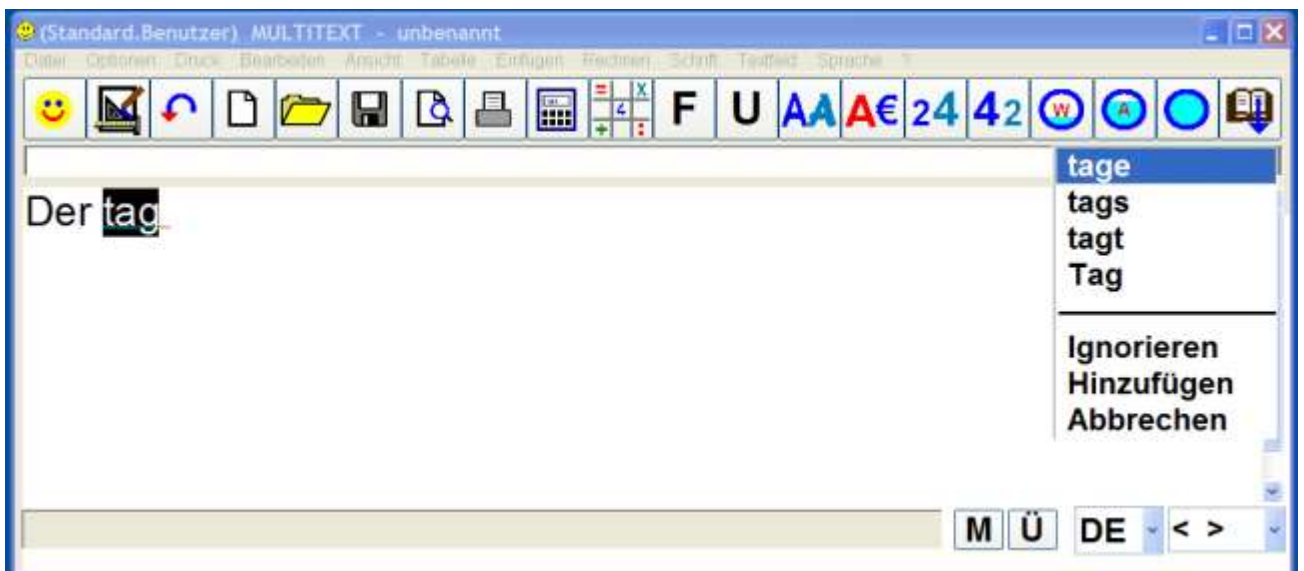 (Standard.Benutzer) MULTITEXT - unbenannt
Datei Optionen Druck Bearbeiten Ansicht Tabelle Einfügen Rechnen Schrift Textfeld Sprache ?
= X 4 + : F U AA A€ 24 42 W A
tage
Der tag
tags
tagt
Tag
Ignorieren
Hinzufügen
Abbrechen
M Ü DE < >